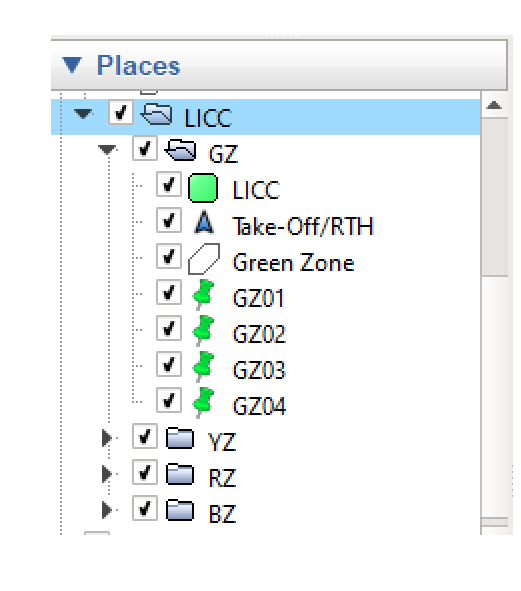 Places
LICC
GZ
LICC
Take-Off/RTH
Green Zone
GZ01
GZ02
GZ03
GZ04
YZ
RZ
BZ